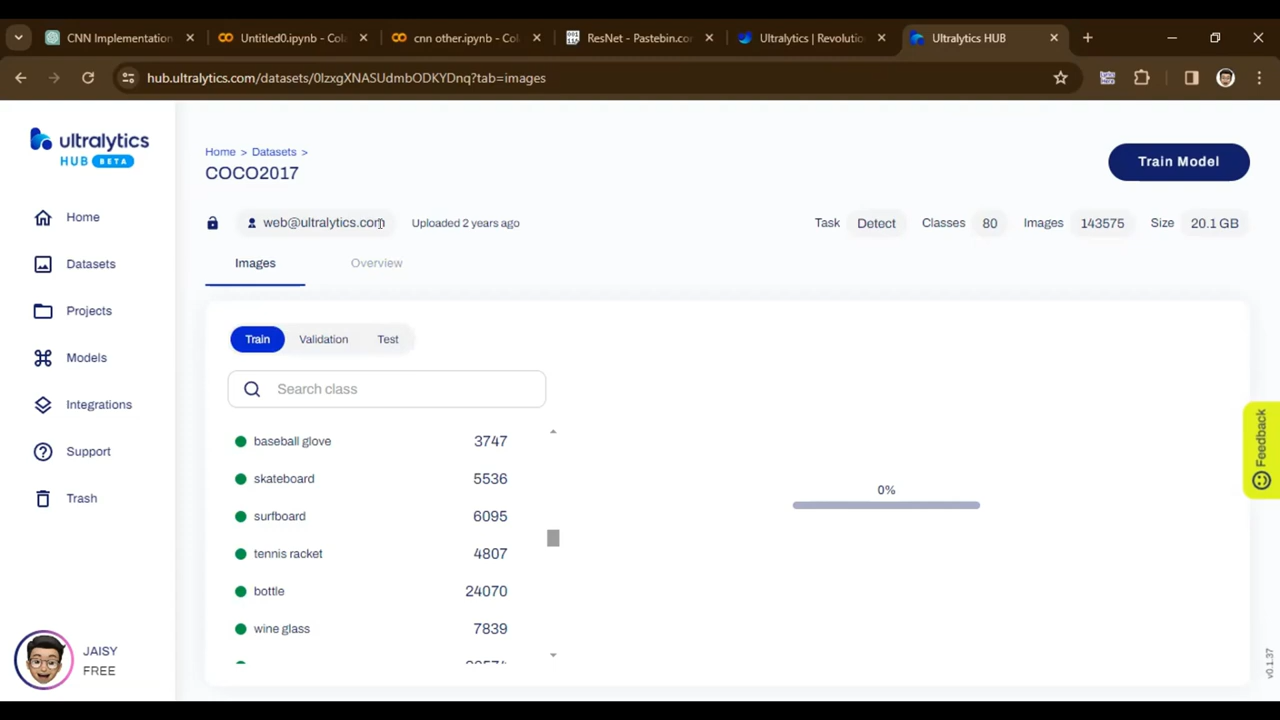 CNN Implementation
Untitled0.ipynb - Col
cnn other.ipynb - Col
ResNet - Pastebin.co
Ultralytics | Revolutio
Ultralytics HUB
hub.ultralytics.com/datasets/0IzxgXNASUdmbODKYDnq?tab=images
ultralytics
HUB BETA
Home
Datasets
Projects
Models
Integrations
Support
Trash
JAISY
FREE
Home > Datasets >
COCO2017
Train Model
web@ultralytics.com
Uploaded 2 years ago
Task Detect Classes 80 Images 143575 Size 20.1 GB
Images Overview
Train Validation Test
Search class
baseball glove 3747
skateboard 5536
surfboard 6095
tennis racket 4807
bottle 24070
wine glass 7839
0%
Feedback
v0.1.37